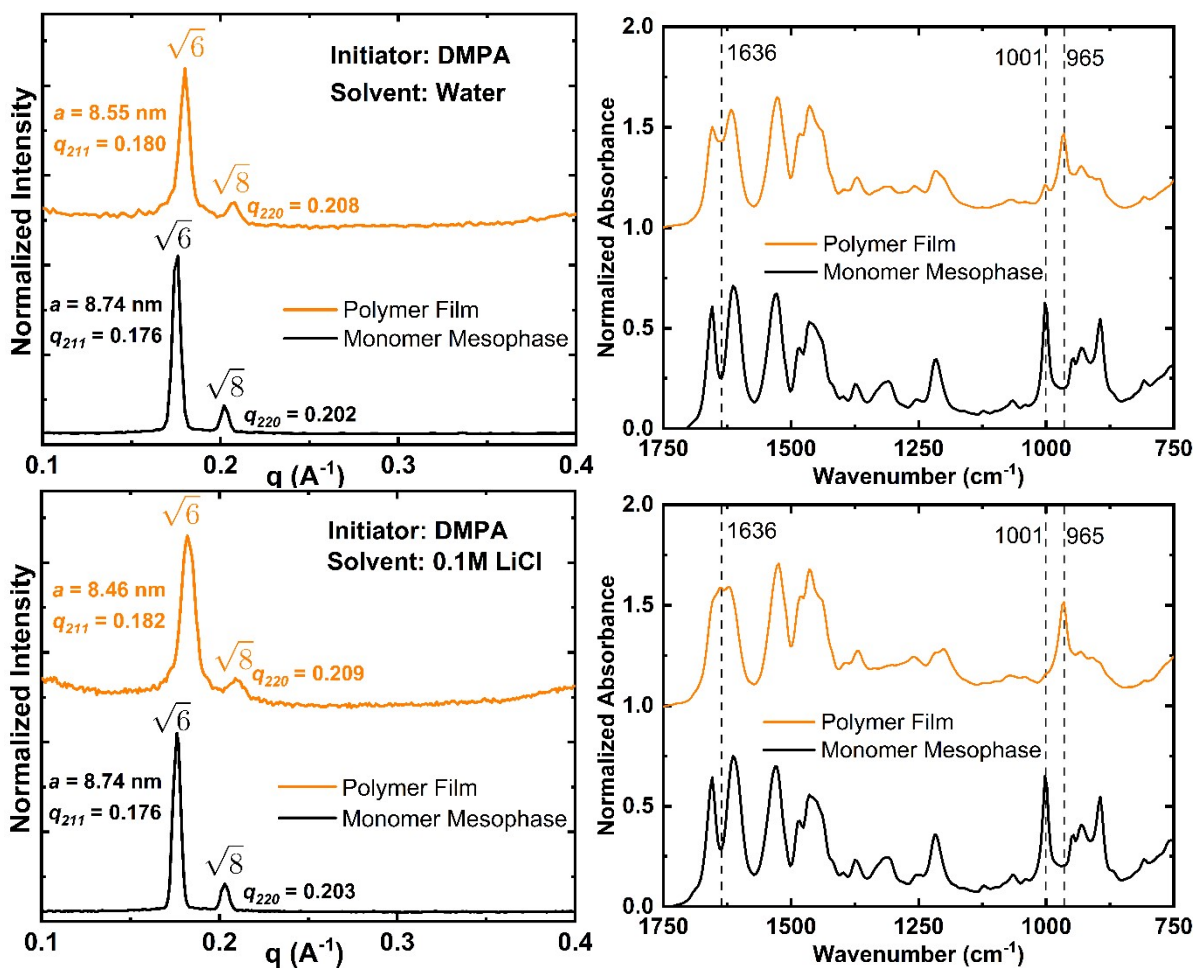 √6
Initiator: DMPA
Solvent: Water
a = 8.55 nm
q211 = 0.180
√8
q220 = 0.208
√6
Polymer Film
Monomer Mesophase
a = 8.74 nm
q211 = 0.176
√8
q220 = 0.202
Normalized Intensity
0.1
0.2
0.3
0.4
q (A-1)
2.0
1.5
1.0
0.5
0.0
1636
1001
965
Polymer Film
Monomer Mesophase
Normalized Absorbance
1750
1500
1250
1000
750
Wavenumber (cm-1)
√6
Initiator: DMPA
Solvent: 0.1M LiCl
a = 8.46 nm
q211 = 0.182
√8
q220 = 0.209
√6
Polymer Film
Monomer Mesophase
a = 8.74 nm
q211 = 0.176
√8
q220 = 0.203
Normalized Intensity
0.1
0.2
0.3
0.4
q (A-1)
2.0
1.5
1.0
0.5
0.0
1636
1001
965
Polymer Film
Monomer Mesophase
Normalized Absorbance
1750
1500
1250
1000
750
Wavenumber (cm-1)